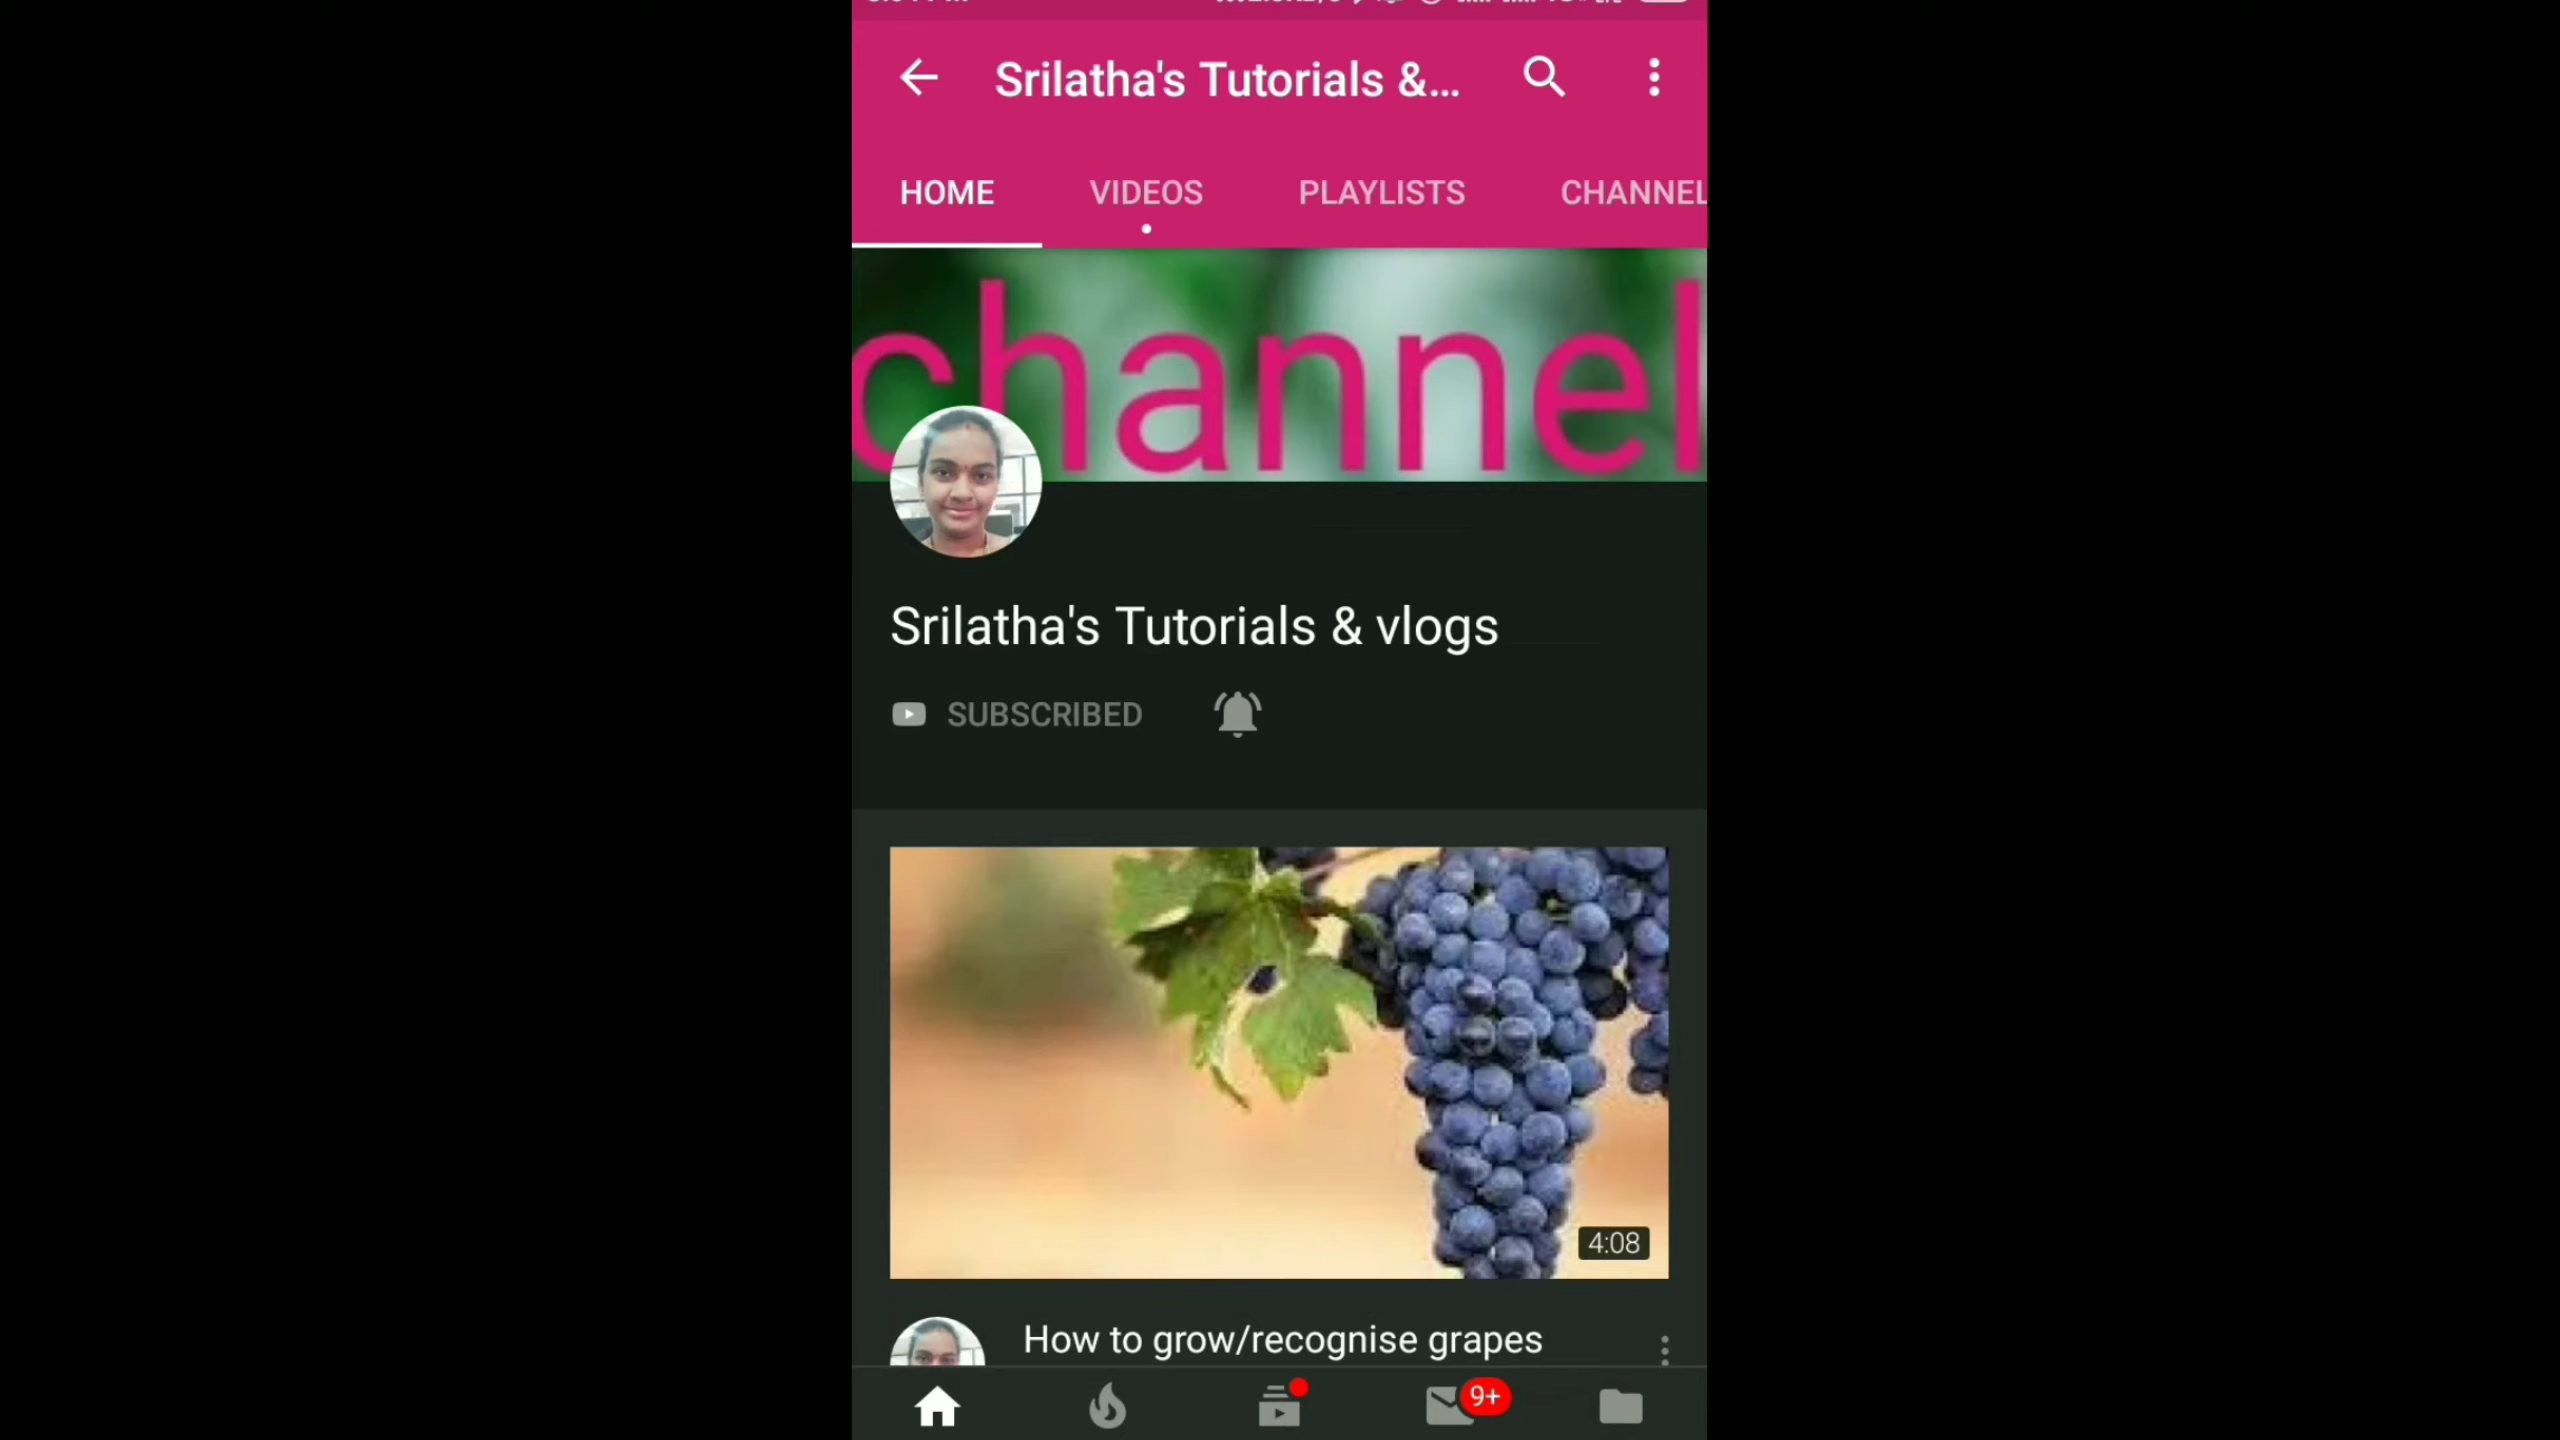 Srilatha's Tutorials &...
HOME VIDEOS PLAYLISTS CHANNEL
channel
Srilatha's Tutorials & vlogs
SUBSCRIBED
4:08
How to grow/recognise grapes
9+